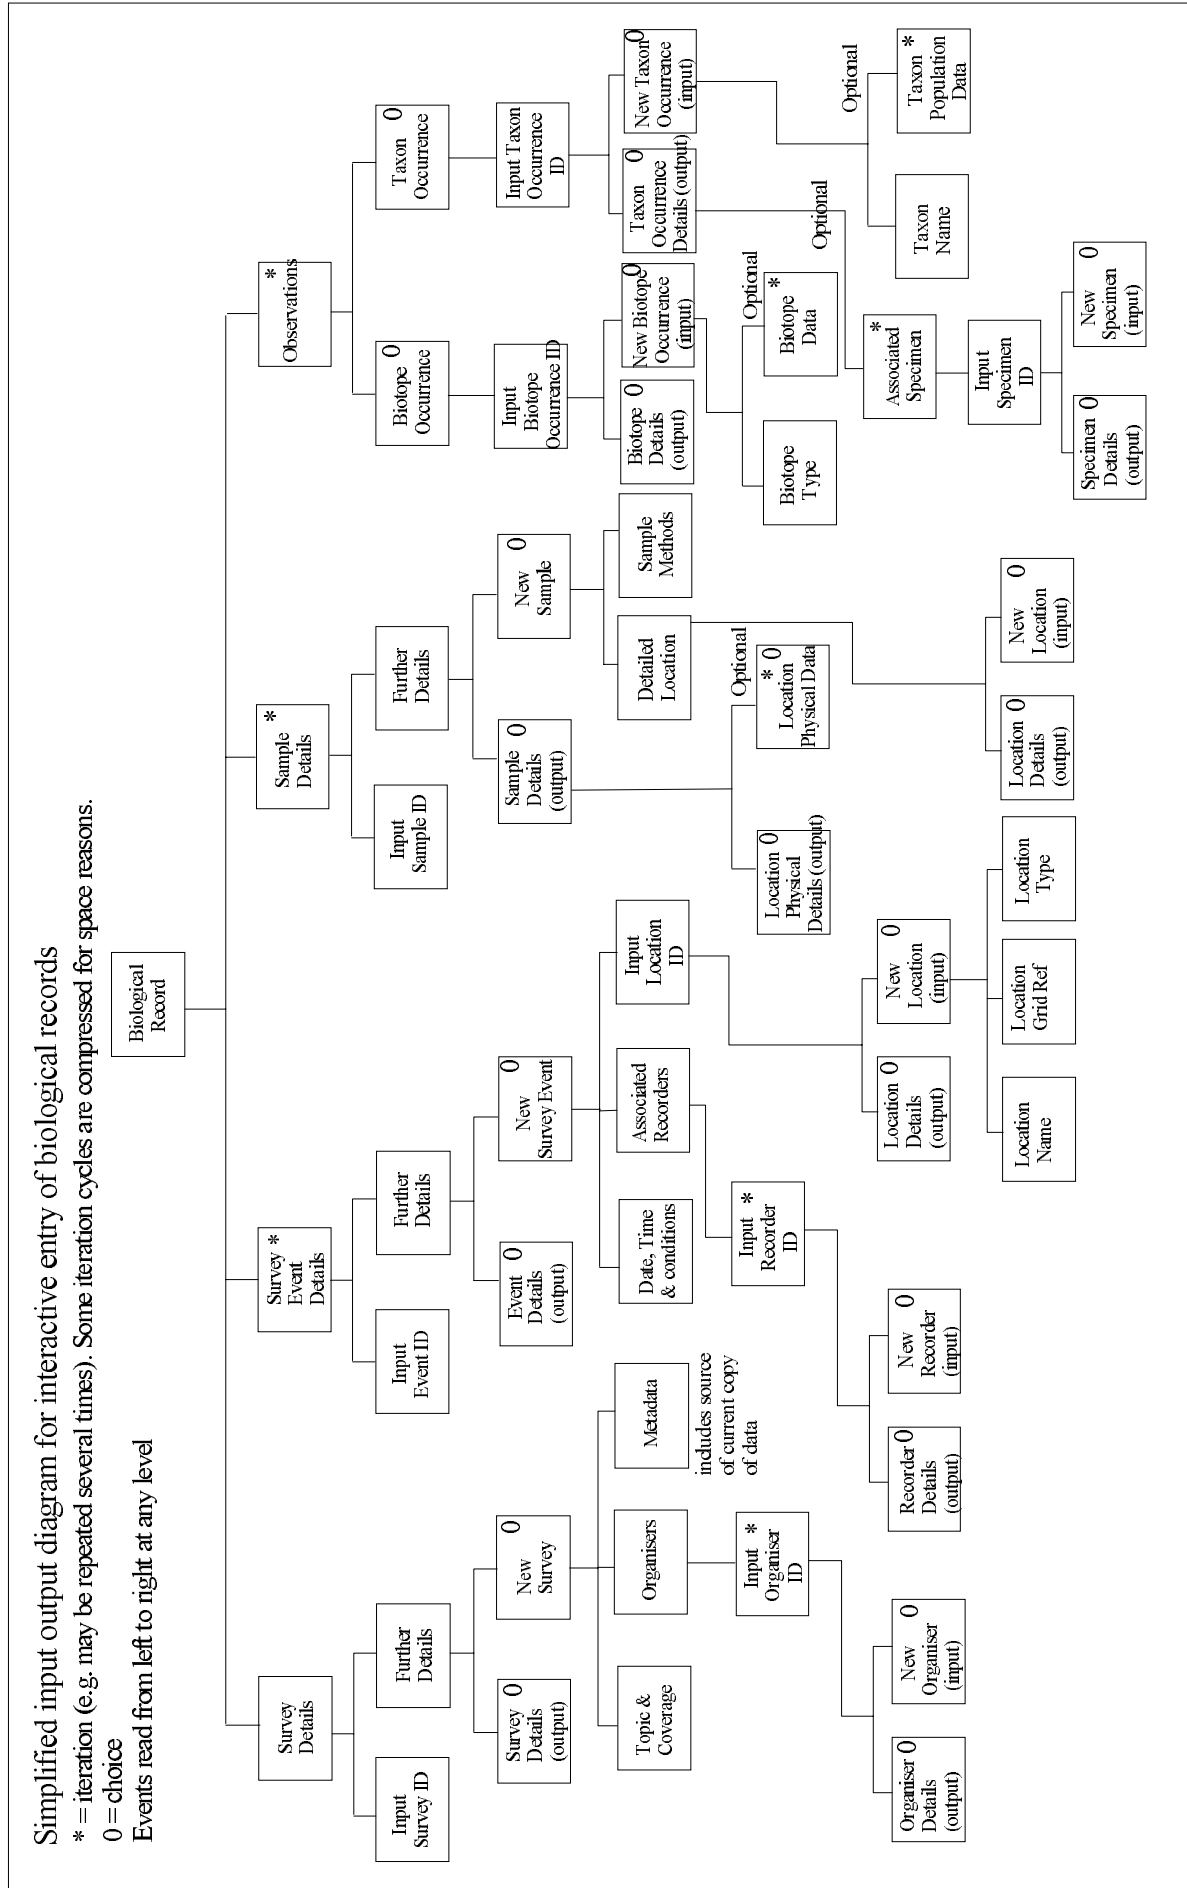 Simplified input output diagram for interactive entry of biological records
* = iteration (e.g. may be repeated several times). Some iteration cycles are compressed for space reasons.
0 = choice
Events read from left to right at any level
Biological
Record
Survey
Details
Survey *
Event
Details
*
Sample
Details
*
Observations
Input
Survey ID
Further
Details
Input
Event ID
Further
Details
Input
Sample ID
Further
Details
Biotope 0
Occurrence
Taxon 0
Occurrence
Survey 0
Details
(output)
New 0
Survey
Event 0
Details
(output)
New 0
Survey Event
Sample 0
Details
(output)
New 0
Sample
Input
Biotope
Occurrence ID
Input Taxon
Occurrence
ID
Topic &
Coverage
Organisers
Metadata
includes source
of current copy
of data
Date, Time
& conditions
Associated
Recorders
Input
Location
ID
Detailed
Location
Sample
Methods
Biotope 0
Details
(output)
New Biotope 0
Occurrence
(input)
Taxon 0
Occurrence
Details (output)
New Taxon 0
Occurrence
(input)
Input *
Organiser
ID
Input *
Recorder
ID
Location 0
Physical
Details (output)
Optional
* 0
Location
Physical Data
Biotope
Type
Optional
*
Biotope
Data
Optional
Optional
Organiser 0
Details
(output)
New 0
Organiser
(input)
Recorder 0
Details
(output)
New 0
Recorder
(input)
Location 0
Details
(output)
New 0
Location
(input)
*
Associated
Specimen
Taxon
Name
Taxon *
Population
Data
Location
Name
Location
Grid Ref
Location
Type
Location 0
Details
(output)
New 0
Location
(input)
Input
Specimen
ID
Specimen 0
Details
(output)
New 0
Specimen
(input)